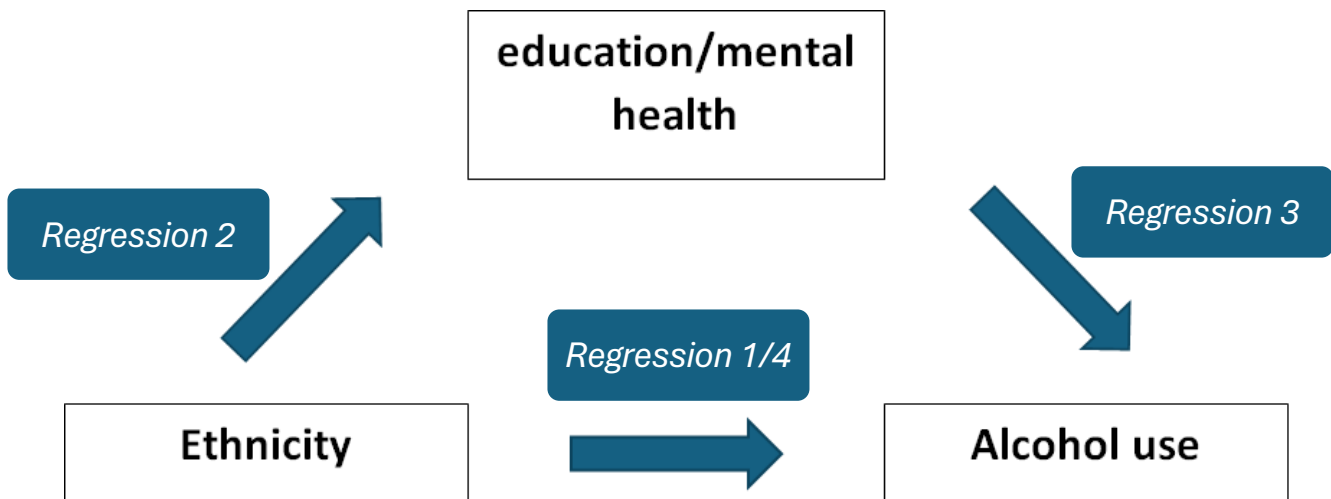 education/mental
health
Regression 2
Regression 3
Regression 1/4
Ethnicity
Alcohol use